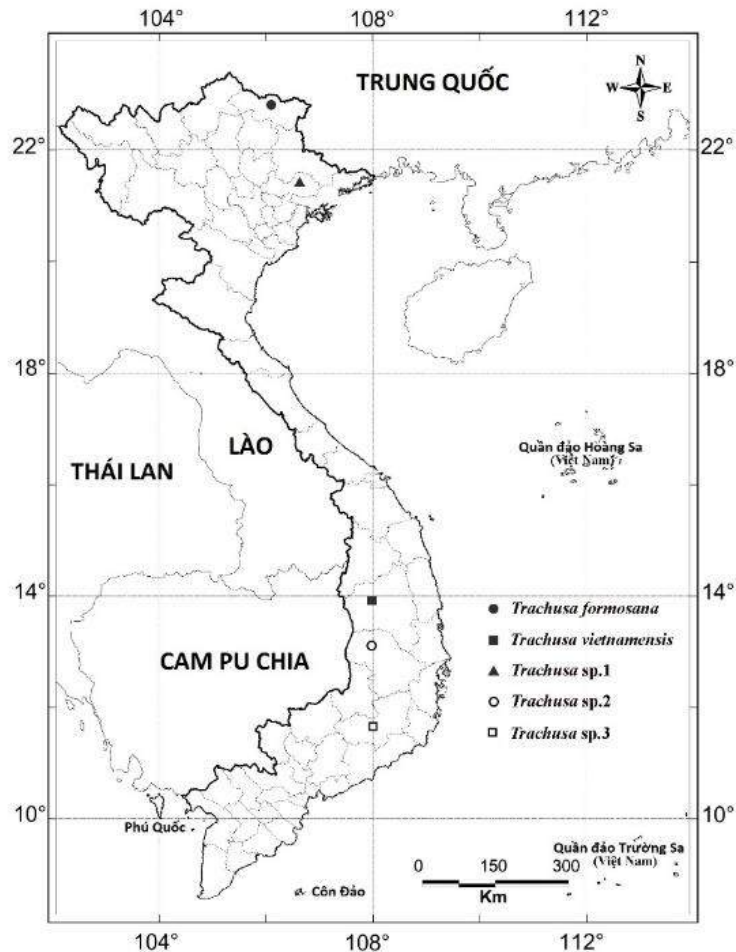 104° 108° 112°
TRUNG QUỐC
N
W E
S
22° 22°
18° 18°
LÀO
THÁI LAN
Quần đảo Hoàng Sa
(Việt Nam)
14° 14°
Trachusa formosana
Trachusa vietnamensis
CAM PU CHIA
Trachusa sp.1
Trachusa sp.2
Trachusa sp.3
10° 10°
Phú Quốc
Quần đảo Trường Sa
(Việt Nam)
0 150 300
Km
Côn Đảo
104° 108° 112°